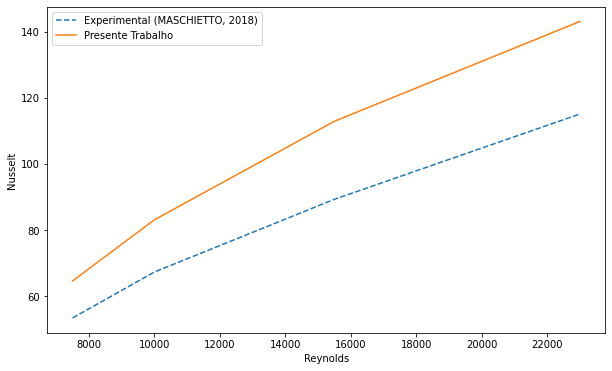 Experimental (MASCHIETTO, 2018)
Presente Trabalho
140
120
100
80
60
Nusselt
8000 10000 12000 14000 16000 18000 20000 22000
Reynolds